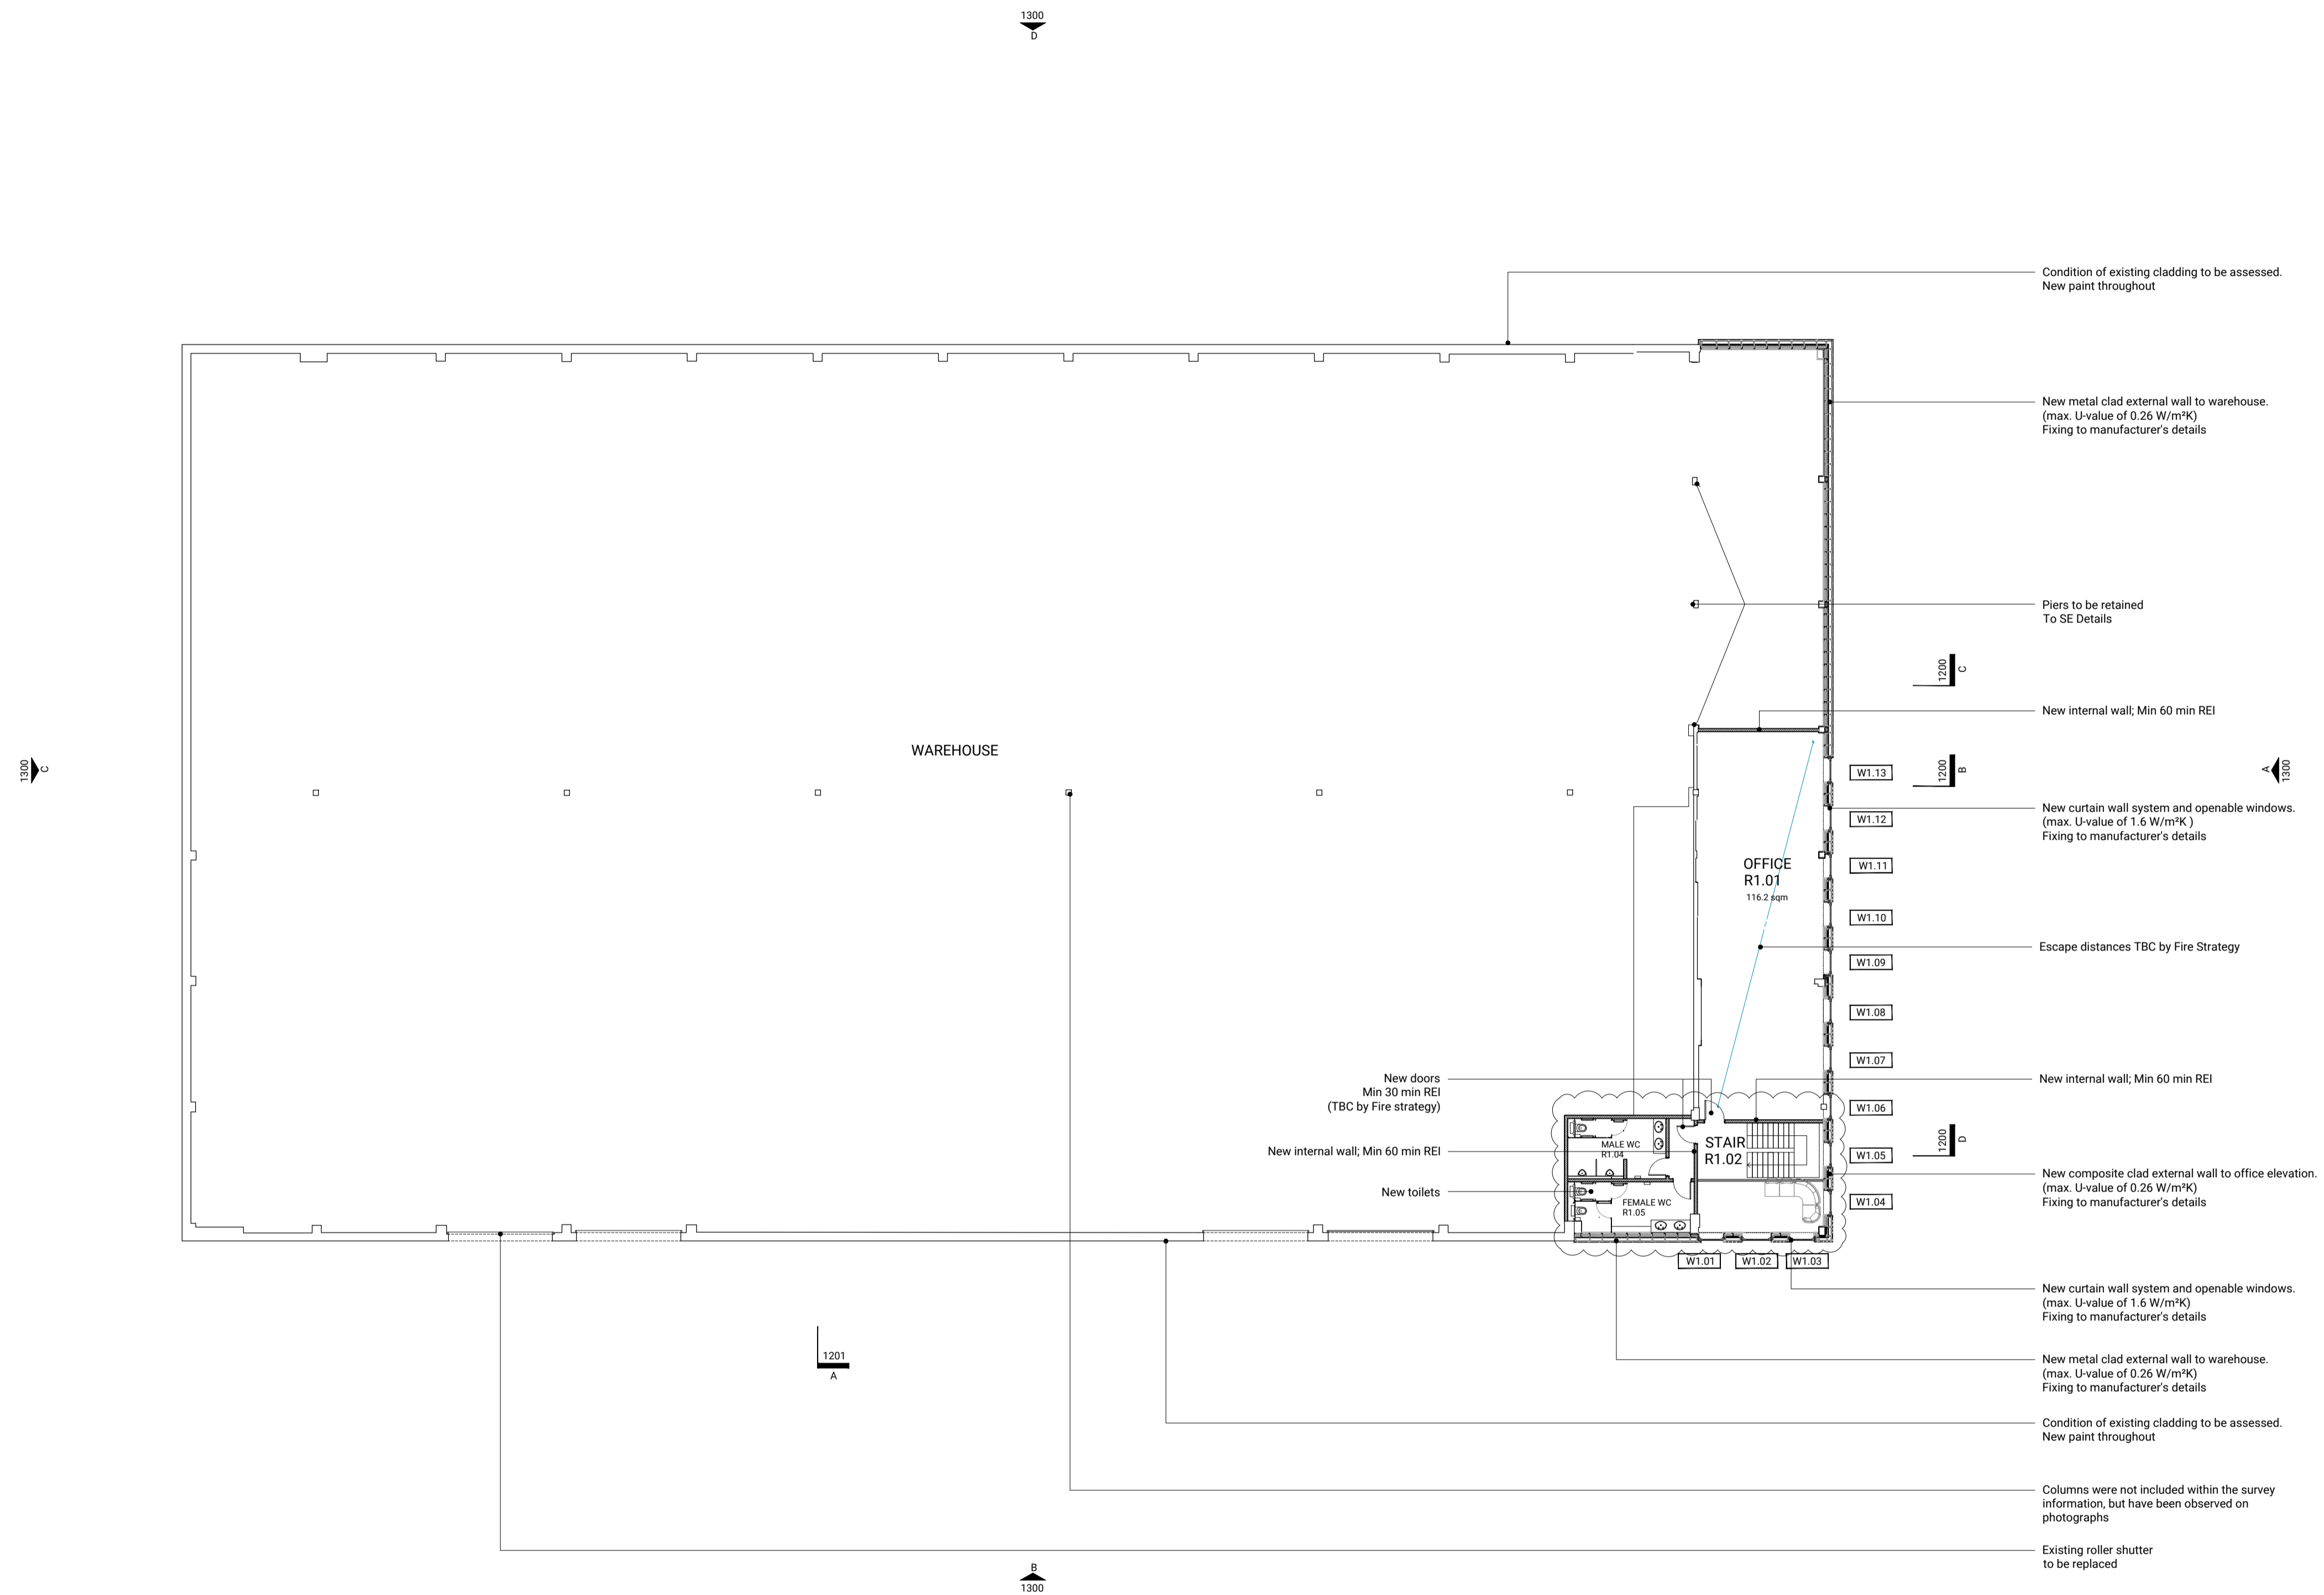 1300
D
Condition of existing cladding to be assessed.
New paint throughout
New metal clad external wall to warehouse.
(max. U-value of 0.26 W/m²K)
Fixing to manufacturer's details
Piers to be retained
To SE Details
1200
C
New internal wall; Min 60 min REI
WAREHOUSE
1300
C
W1.13
1200
B
A
1300
New curtain wall system and openable windows.
(max. U-value of 1.6 W/m²K )
Fixing to manufacturer's details
W1.12
OFFICE
R1.01
116.2 sqm
W1.11
W1.10
Escape distances TBC by Fire Strategy
W1.09
W1.08
W1.07
New doors
Min 30 min REI
(TBC by Fire strategy)
New internal wall; Min 60 min REI
W1.06
MALE WC
R1.04
STAIR
R1.02
1200
D
New internal wall; Min 60 min REI
W1.05
New composite clad external wall to office elevation.
(max. U-value of 0.26 W/m²K)
Fixing to manufacturer's details
New toilets
FEMALE WC
R1.05
W1.04
W1.01
W1.02
W1.03
New curtain wall system and openable windows.
(max. U-value of 1.6 W/m²K)
Fixing to manufacturer's details
1201
A
New metal clad external wall to warehouse.
(max. U-value of 0.26 W/m²K)
Fixing to manufacturer's details
Condition of existing cladding to be assessed.
New paint throughout
Columns were not included within the survey
information, but have been observed on
photographs
Existing roller shutter
to be replaced
B
1300